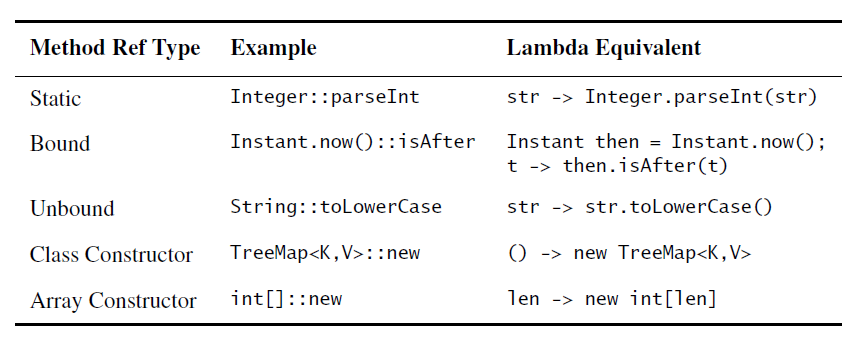 Method Ref Type Example Lambda Equivalent
Static Integer::parseInt str -> Integer.parseInt(str)
Bound Instant.now()::isAfter Instant then = Instant.now();
t -> then.isAfter(t)
Unbound String::toLowerCase str -> str.toLowerCase()
Class Constructor TreeMap<K,V>::new () -> new TreeMap<K,V>
Array Constructor int[]::new len -> new int[len]